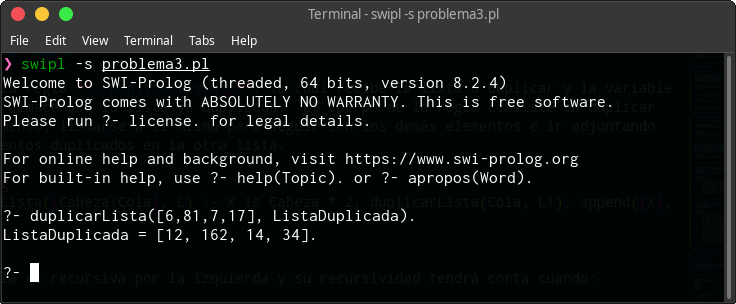 Terminal - swipl -s problema3.pl
File Edit View Terminal Tabs Help
❯ swipl -s problema3.pl
Welcome to SWI-Prolog (threaded, 64 bits, version 8.2.4)
SWI-Prolog comes with ABSOLUTELY NO WARRANTY. This is free software.
Please run ?- license. for legal details.
For online help and background, visit https://www.swi-prolog.org
For built-in help, use ?- help(Topic). or ?- apropos(Word).
?- duplicarLista([6,81,7,17], ListaDuplicada).
ListaDuplicada = [12, 162, 14, 34].
?-